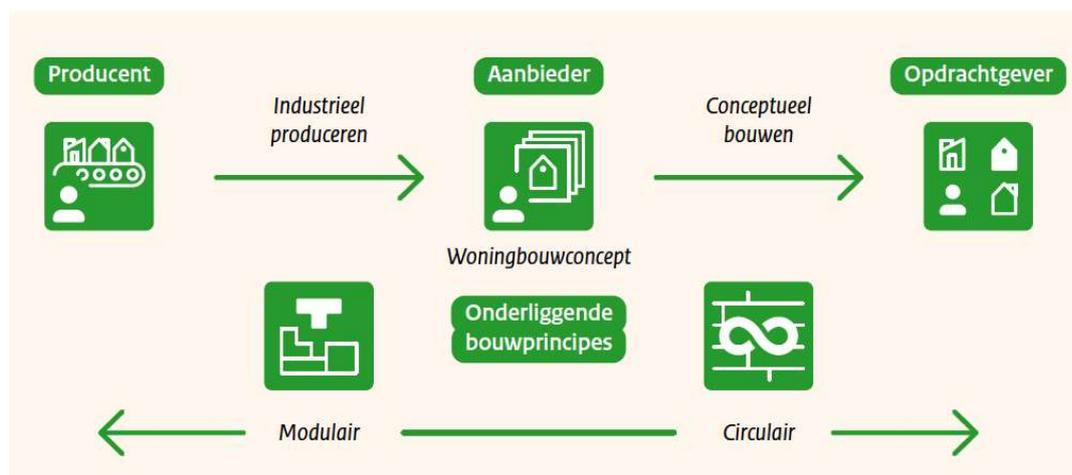 Producent
Aanbieder
Opdrachtgever
Industrieel
produceren
Conceptueel
bouwen
Woningbouwconcept
Onderliggende
bouwprincipes
Modulair
Circulair